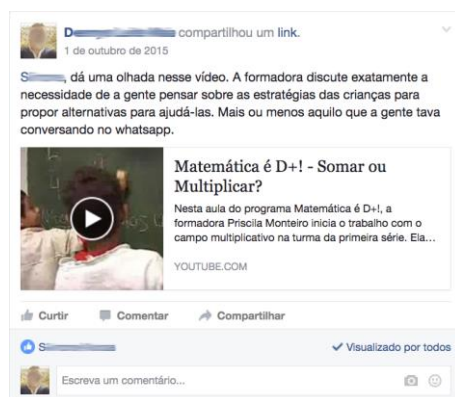 compartilhou um link.
1 de outubro de 2015
dá uma olhada nesse vídeo. A formadora discute exatamente a
necessidade de a gente pensar sobre as estratégias das crianças para
propor alternativas para ajudá-las. Mais ou menos aquilo que a gente tava
conversando no whatsapp.
Matemática é D+! - Somar ou
Multiplicar?
Nesta aula do programa Matemática é D+!, a
formadora Priscila Monteiro inicia o trabalho com o
campo multiplicativo na turma da primeira série. Ela...
YOUTUBE.COM
Curtir Comentar Compartilhar
Visualizado por todos
Escreva um comentário...